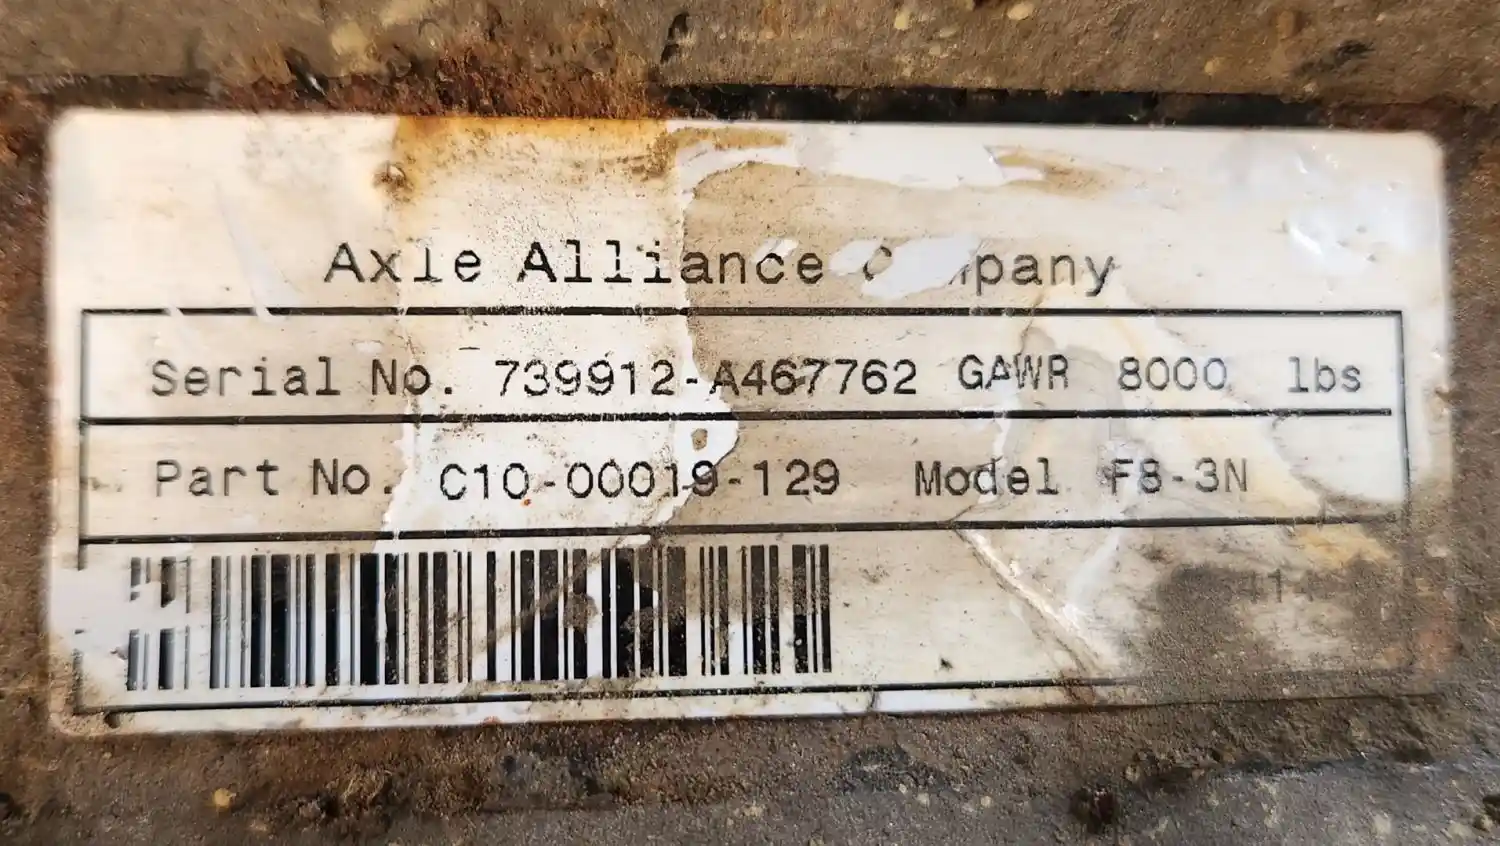 Axle Alliance Company
Serial No. 739912-A467762 GAWR 8000 lbs
Part No. C10-00019-129 Model F8-3N